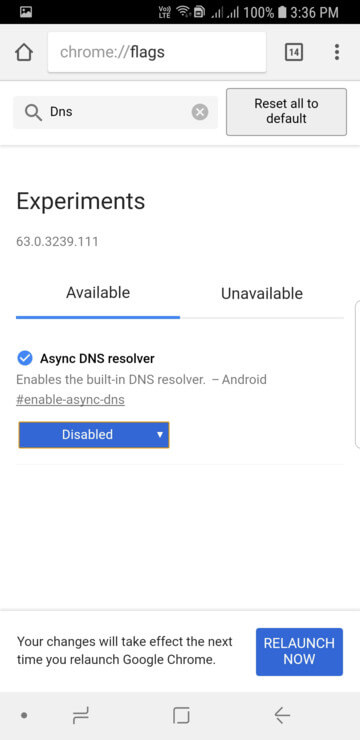 VoD LTE 100% 3:36 PM
chrome://flags
14
Dns
Reset all to
default
Experiments
63.0.3239.111
Available
Unavailable
Async DNS resolver
Enables the built-in DNS resolver. – Android
#enable-async-dns
Disabled
Your changes will take effect the next
time you relaunch Google Chrome.
RELAUNCH
NOW